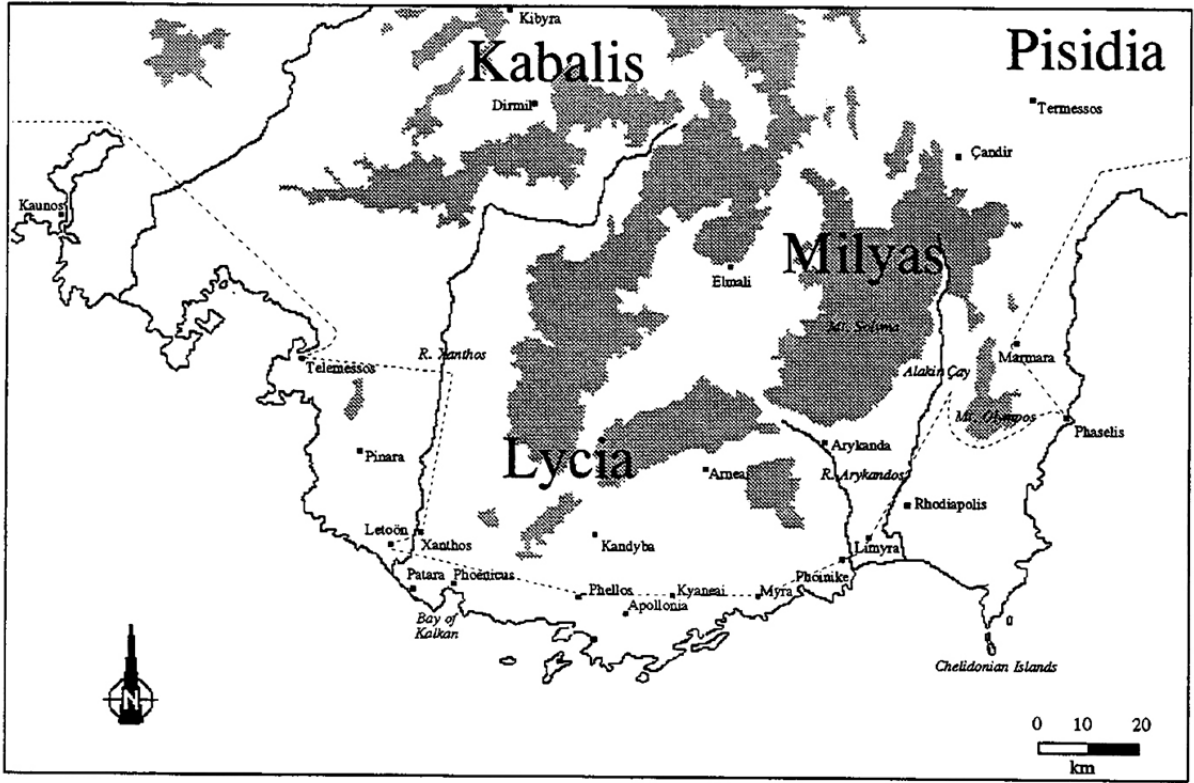 Kibyra
Kabalis
Pisidia
Dirmil
Termessos
Çandir
Kaunos
Milyas
Elmali
Mt. Solyma
R. Xanthos
Marmara
Telemessos
Alakir Çay
Mt. Olympos
Phaselis
Lycia
Pinara
Arykanda
Arnea
R. Arykandos
Rhodiapolis
Letoön
Xanthos
Kandyba
Limyra
Phoinike
Patara
Phoenicus
Phellos
Kyaneai
Myra
Apollonia
Bay of
Kalkan
Chelidonian Islands
N
0 10 20
km